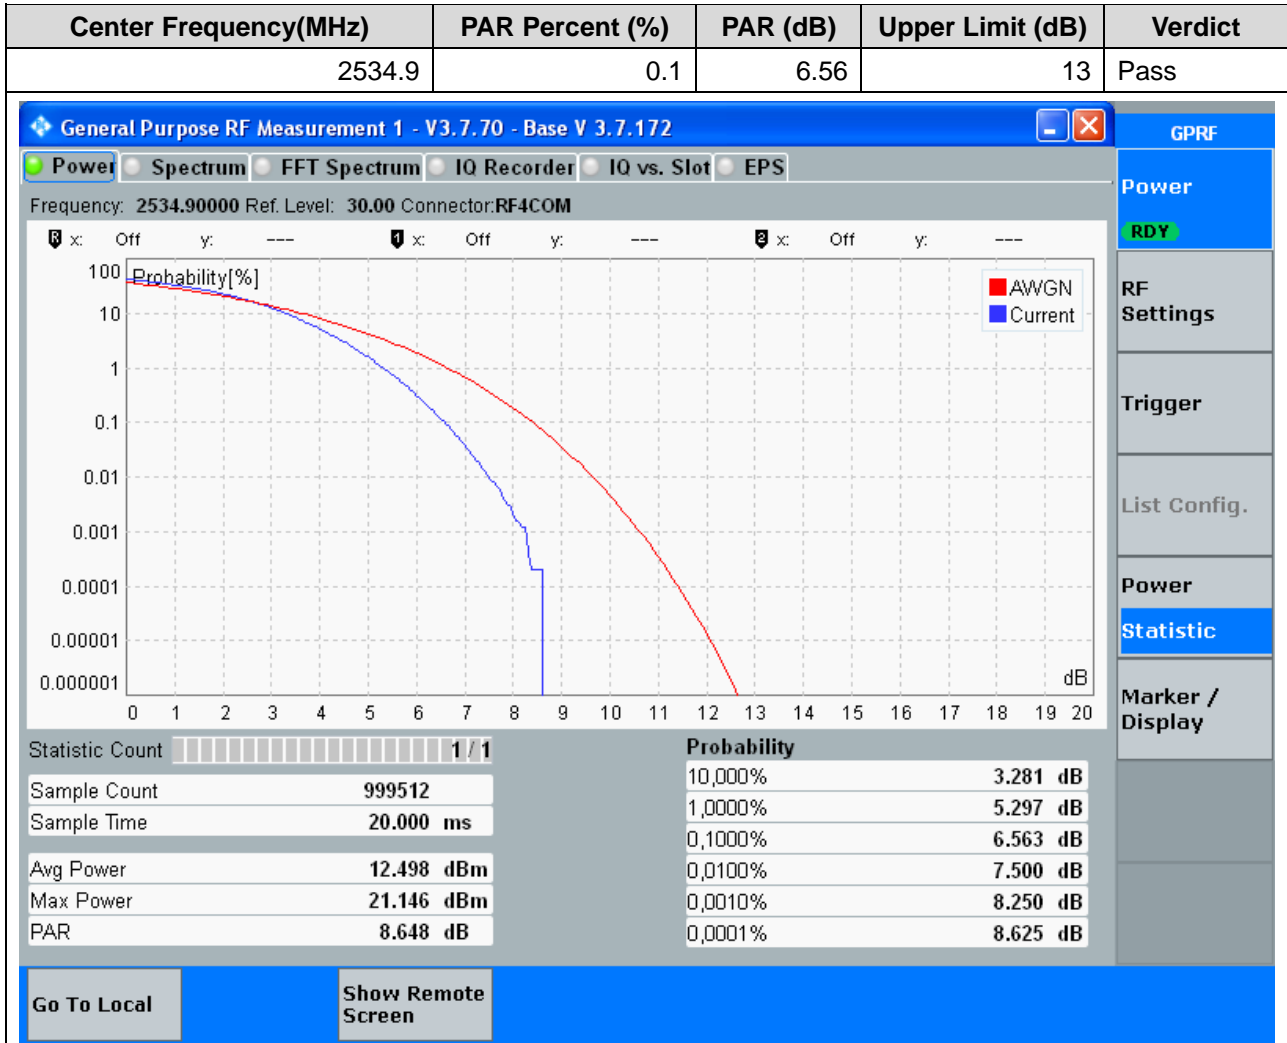 Center Frequency(MHz) PAR Percent (%) PAR (dB) Upper Limit (dB) Verdict
2534.9 0.1 6.56 13 Pass
General Purpose RF Measurement 1 - V3.7.70 - Base V 3.7.172
GPRF
Power Spectrum FFT Spectrum IQ Recorder IQ vs. Slot EPS
Frequency: 2534.90000 Ref. Level: 30.00 Connector:RF4COM
R x: Off y: --- 1 x: Off y: --- 2 x: Off y: ---
Probability[%]
100
10
1
0.1
0.01
0.001
0.0001
0.00001
0.000001
AWGN
Current
dB
0 1 2 3 4 5 6 7 8 9 10 11 12 13 14 15 16 17 18 19 20
Statistic Count 1 / 1
Sample Count 999512
Sample Time 20.000 ms
Avg Power 12.498 dBm
Max Power 21.146 dBm
PAR 8.648 dB
Probability
10,000% 3.281 dB
1,0000% 5.297 dB
0,1000% 6.563 dB
0,0100% 7.500 dB
0,0010% 8.250 dB
0,0001% 8.625 dB
Power
RDY
RF
Settings
Trigger
List Config.
Power
Statistic
Marker /
Display
Go To Local
Show Remote
Screen